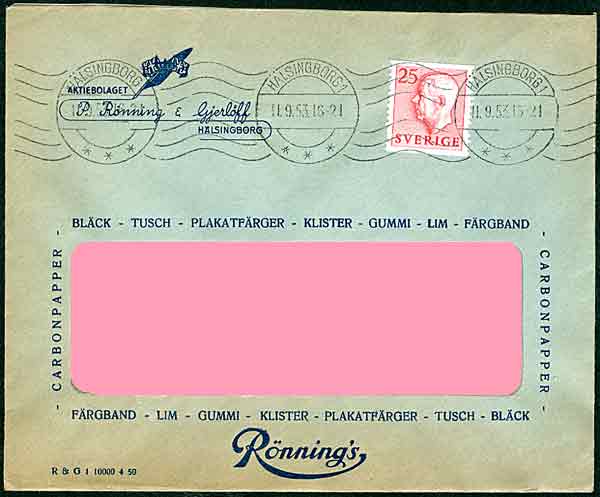 HÄLSINGBORG 1
HÄLSINGBORG 1
HÄLSINGBORG 1
11.9.53.16-21
11.9.53.16-21
25
SVERIGE
AKTIEBOLAGET
P. Rönning & Gjerløff
HÄLSINGBORG
BLÄCK - TUSCH - PLAKATFÄRGER - KLISTER - GUMMI - LIM - FÄRGBAND
- CARBONPAPPER -
- CARBONPAPPER -
FÄRGBAND - LIM - GUMMI - KLISTER - PLAKATFÄRGER - TUSCH - BLÄCK
Rönning's
R & G 1 10000 4 50